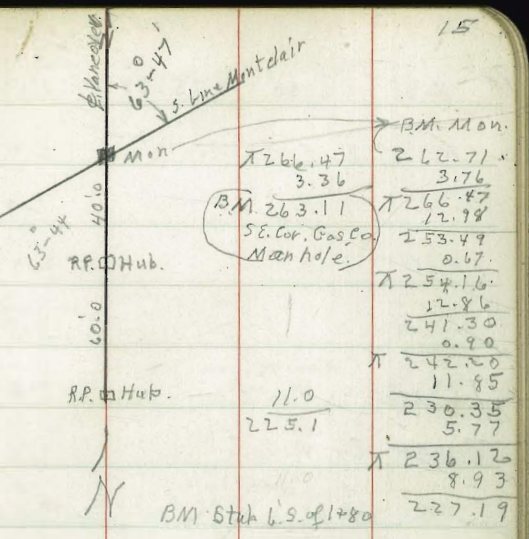 15
63°-47'
S. Line Montclair
Mon
40.0
R.P. Hub.
60.0
R.P. Hub.
N
⊼ 266.47
3.36
B.M. 263.11
S.E. Cor. Gas Co.
Manhole.
11.0
225.1
BM Stub 6' S. of 1+80
B.M. Mon.
262.71
3.76
⊼ 266.47
12.98
253.49
0.67
⊼ 254.16
12.86
241.30
0.90
⊼ 242.20
11.85
230.35
5.77
⊼ 236.12
8.93
227.19